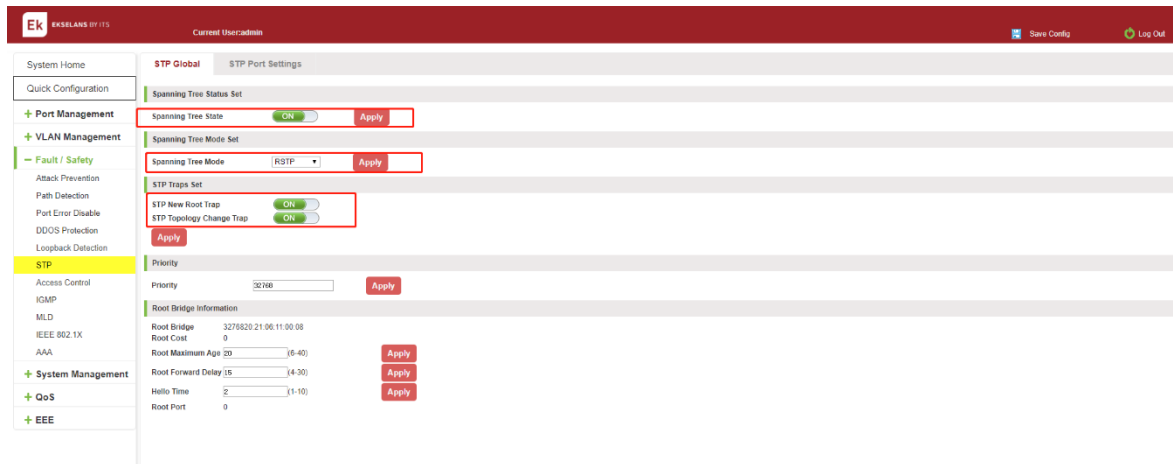 Ek EKSELANS BY ITS
Current User:admin
Save Config
Log Out
System Home
Quick Configuration
+ Port Management
+ VLAN Management
− Fault / Safety
Attack Prevention
Path Detection
Port Error Disable
DDOS Protection
Loopback Detection
STP
Access Control
IGMP
MLD
IEEE 802.1X
AAA
+ System Management
+ QoS
+ EEE
STP Global STP Port Settings
Spanning Tree Status Set
Spanning Tree State ON Apply
Spanning Tree Mode Set
Spanning Tree Mode RSTP Apply
STP Traps Set
STP New Root Trap ON
STP Topology Change Trap ON
Apply
Priority
Priority 32768 Apply
Root Bridge Information
Root Bridge 3276820:21:06:11:00:08
Root Cost 0
Root Maximum Age 20 (6-40) Apply
Root Forward Delay 15 (4-30) Apply
Hello Time 2 (1-10) Apply
Root Port 0